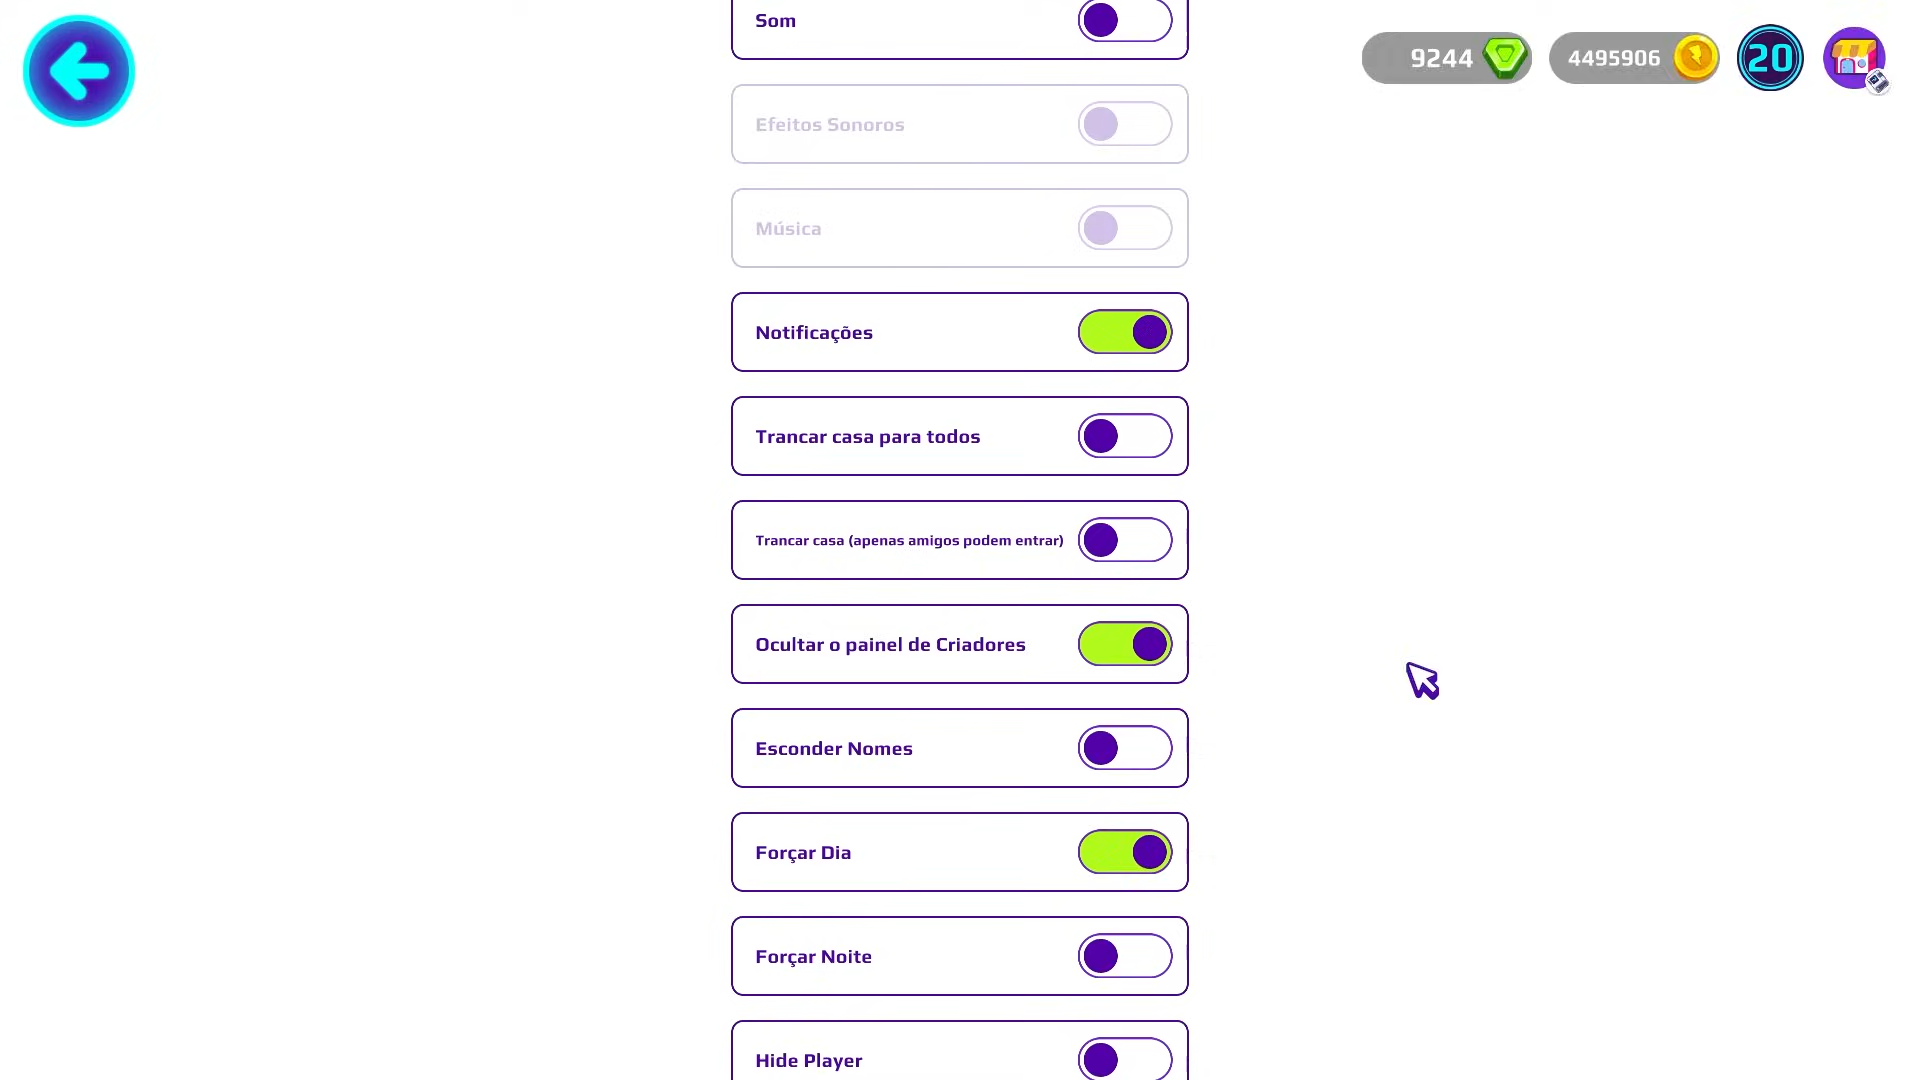 Som
9244
4495906
20
Efeitos Sonoros
Música
Notificações
Trancar casa para todos
Trancar casa (apenas amigos podem entrar)
Ocultar o painel de Criadores
Esconder Nomes
Forçar Dia
Forçar Noite
Hide Player